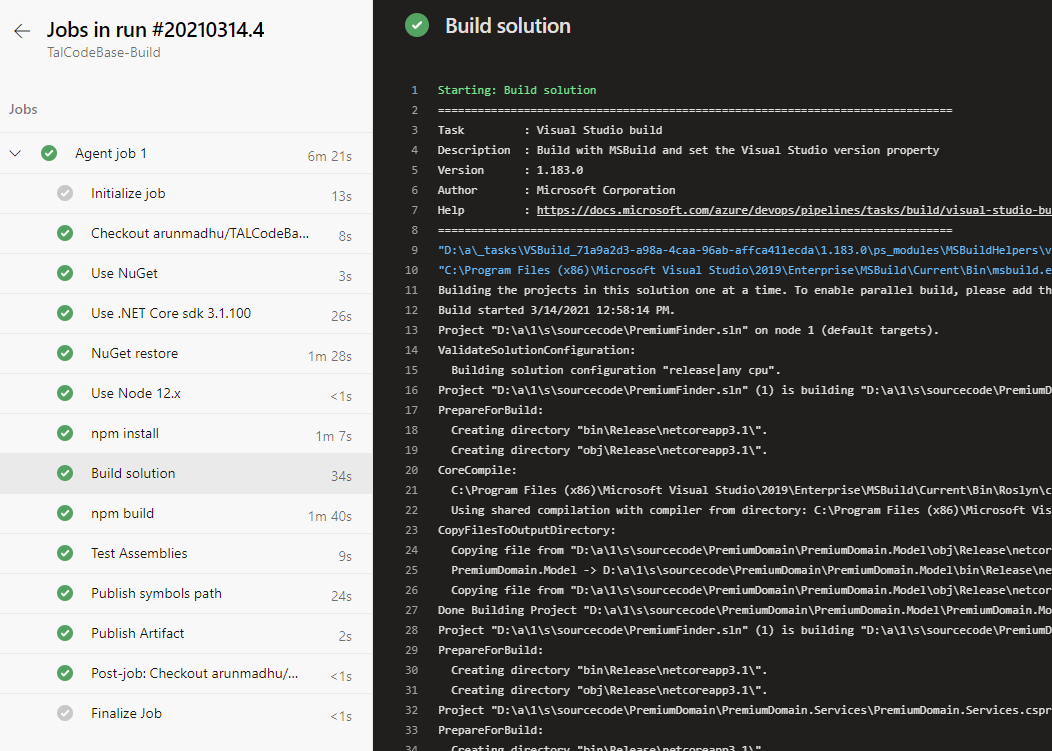 Jobs in run #20210314.4
TalCodeBase-Build
Jobs
Agent job 1 6m 21s
Initialize job 13s
Checkout arunmadhu/TALCodeBa... 8s
Use NuGet 3s
Use .NET Core sdk 3.1.100 26s
NuGet restore 1m 28s
Use Node 12.x <1s
npm install 1m 7s
Build solution 34s
npm build 1m 40s
Test Assemblies 9s
Publish symbols path 24s
Publish Artifact 2s
Post-job: Checkout arunmadhu/... <1s
Finalize Job <1s
Build solution
1 Starting: Build solution
2 ==============================================================================
3 Task : Visual Studio build
4 Description : Build with MSBuild and set the Visual Studio version property
5 Version : 1.183.0
6 Author : Microsoft Corporation
7 Help : https://docs.microsoft.com/azure/devops/pipelines/tasks/build/visual-studio-bu
8 ==============================================================================
9 "D:\a\_tasks\VSBuild_71a9a2d3-a98a-4caa-96ab-affca411ecda\1.183.0\ps_modules\MSBuildHelpers\v
10 "C:\Program Files (x86)\Microsoft Visual Studio\2019\Enterprise\MSBuild\Current\Bin\msbuild.e
11 Building the projects in this solution one at a time. To enable parallel build, please add th
12 Build started 3/14/2021 12:58:14 PM.
13 Project "D:\a\1\s\sourcecode\PremiumFinder.sln" on node 1 (default targets).
14 ValidateSolutionConfiguration:
15 Building solution configuration "release|any cpu".
16 Project "D:\a\1\s\sourcecode\PremiumFinder.sln" (1) is building "D:\a\1\s\sourcecode\PremiumD
17 PrepareForBuild:
18 Creating directory "bin\Release\netcoreapp3.1\".
19 Creating directory "obj\Release\netcoreapp3.1\".
20 CoreCompile:
21 C:\Program Files (x86)\Microsoft Visual Studio\2019\Enterprise\MSBuild\Current\Bin\Roslyn\c
22 Using shared compilation with compiler from directory: C:\Program Files (x86)\Microsoft Vis
23 CopyFilesToOutputDirectory:
24 Copying file from "D:\a\1\s\sourcecode\PremiumDomain\PremiumDomain.Model\obj\Release\netcor
25 PremiumDomain.Model -> D:\a\1\s\sourcecode\PremiumDomain\PremiumDomain.Model\bin\Release\ne
26 Copying file from "D:\a\1\s\sourcecode\PremiumDomain\PremiumDomain.Model\obj\Release\netcor
27 Done Building Project "D:\a\1\s\sourcecode\PremiumDomain\PremiumDomain.Model\PremiumDomain.Mo
28 Project "D:\a\1\s\sourcecode\PremiumFinder.sln" (1) is building "D:\a\1\s\sourcecode\PremiumD
29 PrepareForBuild:
30 Creating directory "bin\Release\netcoreapp3.1\".
31 Creating directory "obj\Release\netcoreapp3.1\".
32 Project "D:\a\1\s\sourcecode\PremiumDomain\PremiumDomain.Services\PremiumDomain.Services.cspr
33 PrepareForBuild:
34 Creating directory "bin\Release\netcoreapp3.1\".